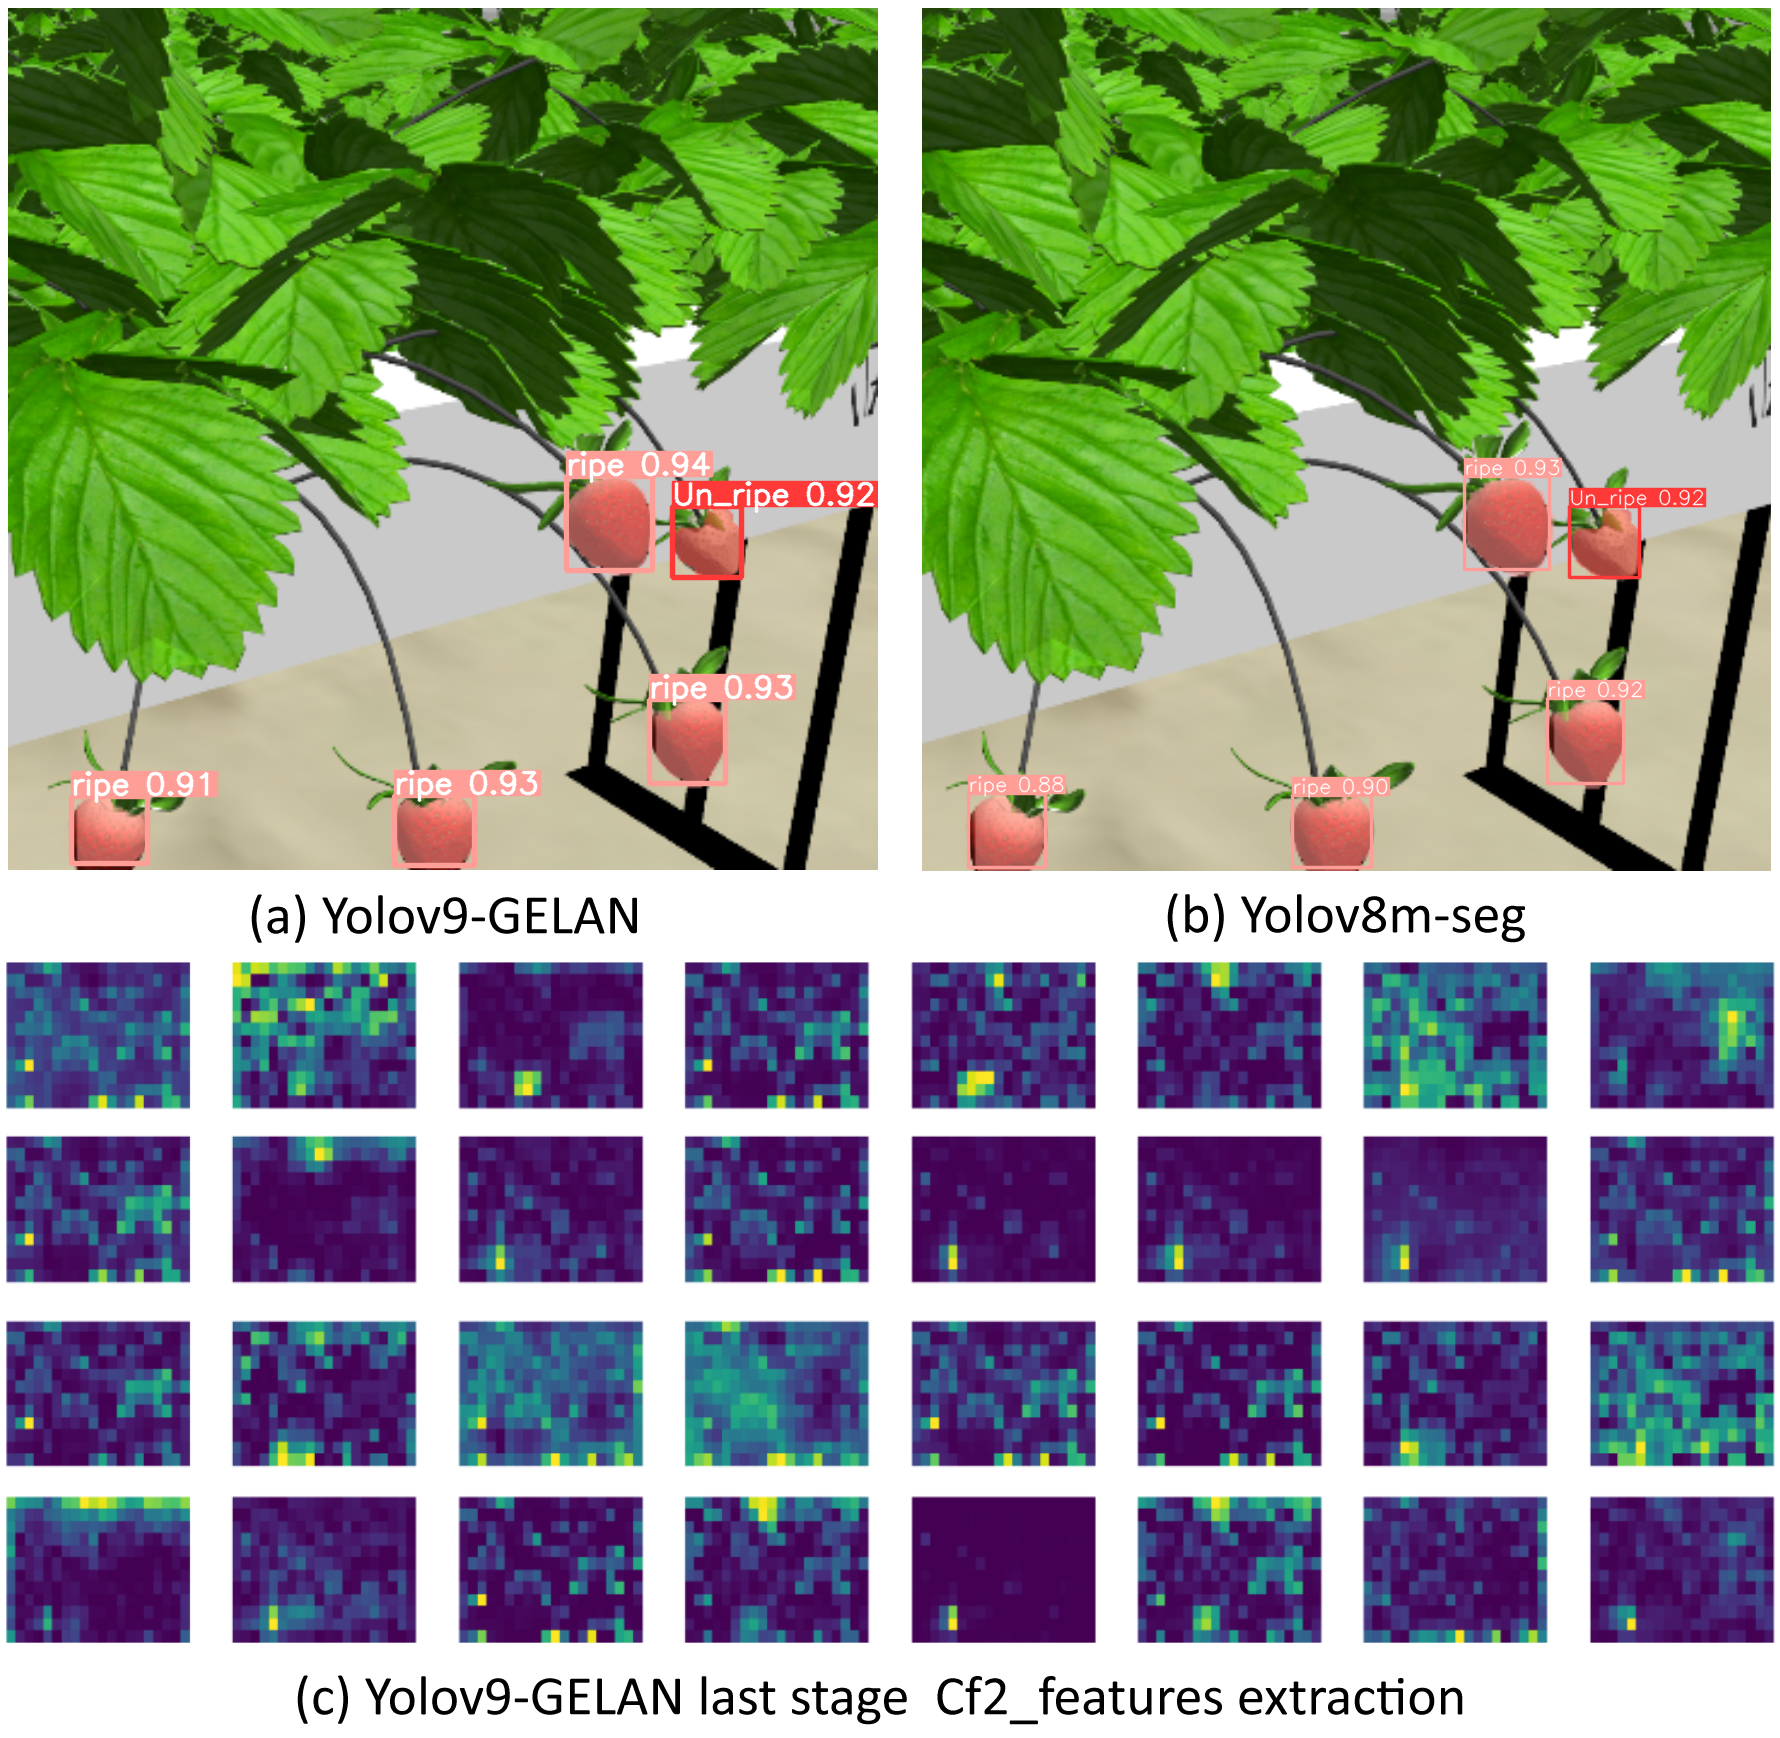 ripe 0.94
Un_ripe 0.92
ripe 0.93
ripe 0.91
ripe 0.93
ripe 0.93
Un_ripe 0.92
ripe 0.92
ripe 0.88
ripe 0.90
(a) Yolov9-GELAN
(b) Yolov8m-seg
(c) Yolov9-GELAN last stage Cf2_features extraction